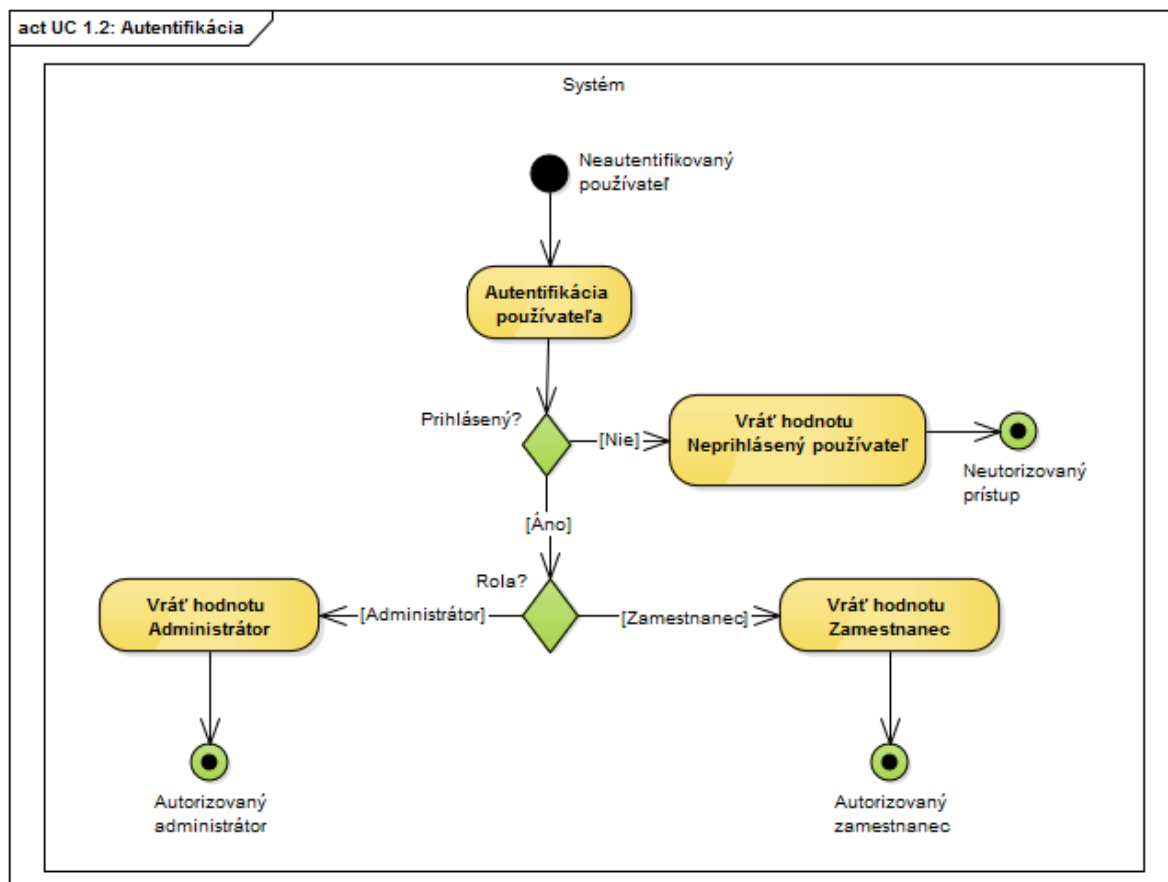 act UC 1.2: Autentifikácia
Systém
Neautentifikovaný
používateľ
Autentifikácia
používateľa
Prihlásený?
[Nie]
Vráť hodnotu
Neprihlásený používateľ
Neutorizovaný
prístup
[Áno]
Rola?
[Administrátor]
[Zamestnanec]
Vráť hodnotu
Administrátor
Vráť hodnotu
Zamestnanec
Autorizovaný
administrátor
Autorizovaný
zamestnanec